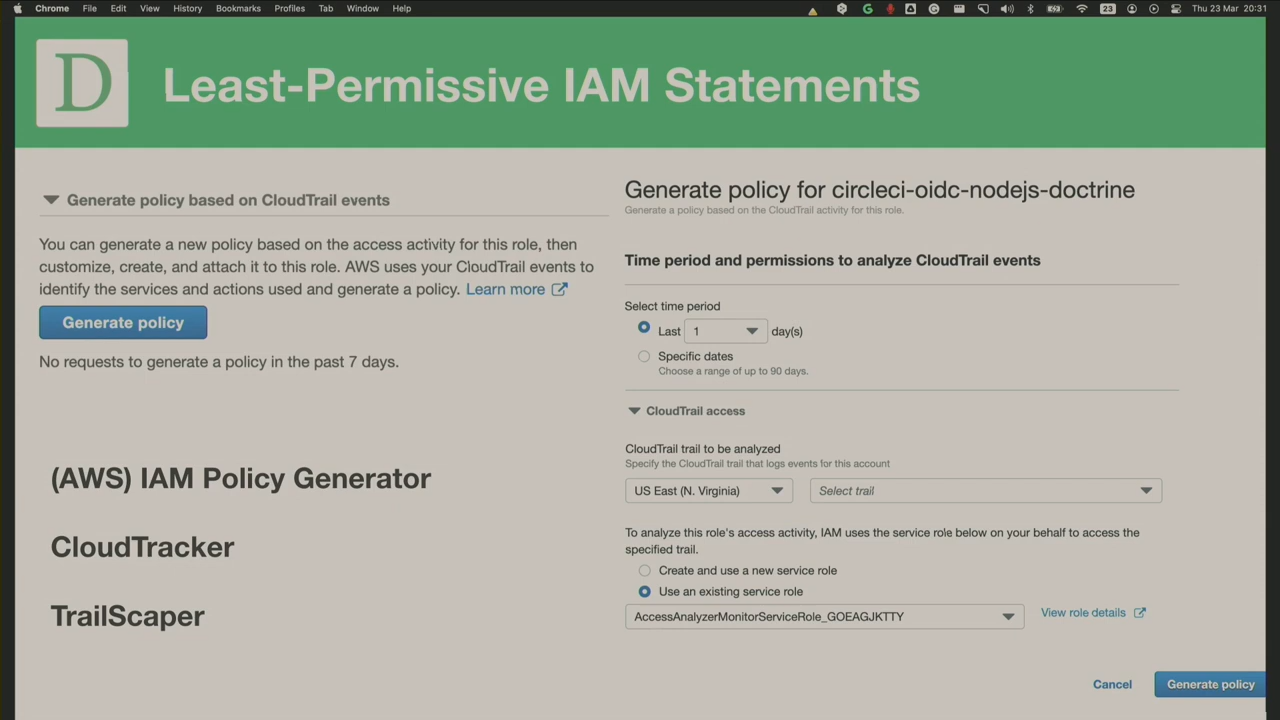 Chrome File Edit View History Bookmarks Profiles Tab Window Help 23 Thu 23 Mar 20:31
D Least-Permissive IAM Statements
Generate policy based on CloudTrail events
You can generate a new policy based on the access activity for this role, then
customize, create, and attach it to this role. AWS uses your CloudTrail events to
identify the services and actions used and generate a policy. Learn more
Generate policy
No requests to generate a policy in the past 7 days.
(AWS) IAM Policy Generator
CloudTracker
TrailScaper
Generate policy for circleci-oidc-nodejs-doctrine
Generate a policy based on the CloudTrail activity for this role.
Time period and permissions to analyze CloudTrail events
Select time period
Last 1 day(s)
Specific dates
Choose a range of up to 90 days.
CloudTrail access
CloudTrail trail to be analyzed
Specify the CloudTrail trail that logs events for this account
US East (N. Virginia) Select trail
To analyze this role's access activity, IAM uses the service role below on your behalf to access the
specified trail.
Create and use a new service role
Use an existing service role
AccessAnalyzerMonitorServiceRole_GOEAGJKTTY View role details
Cancel Generate policy